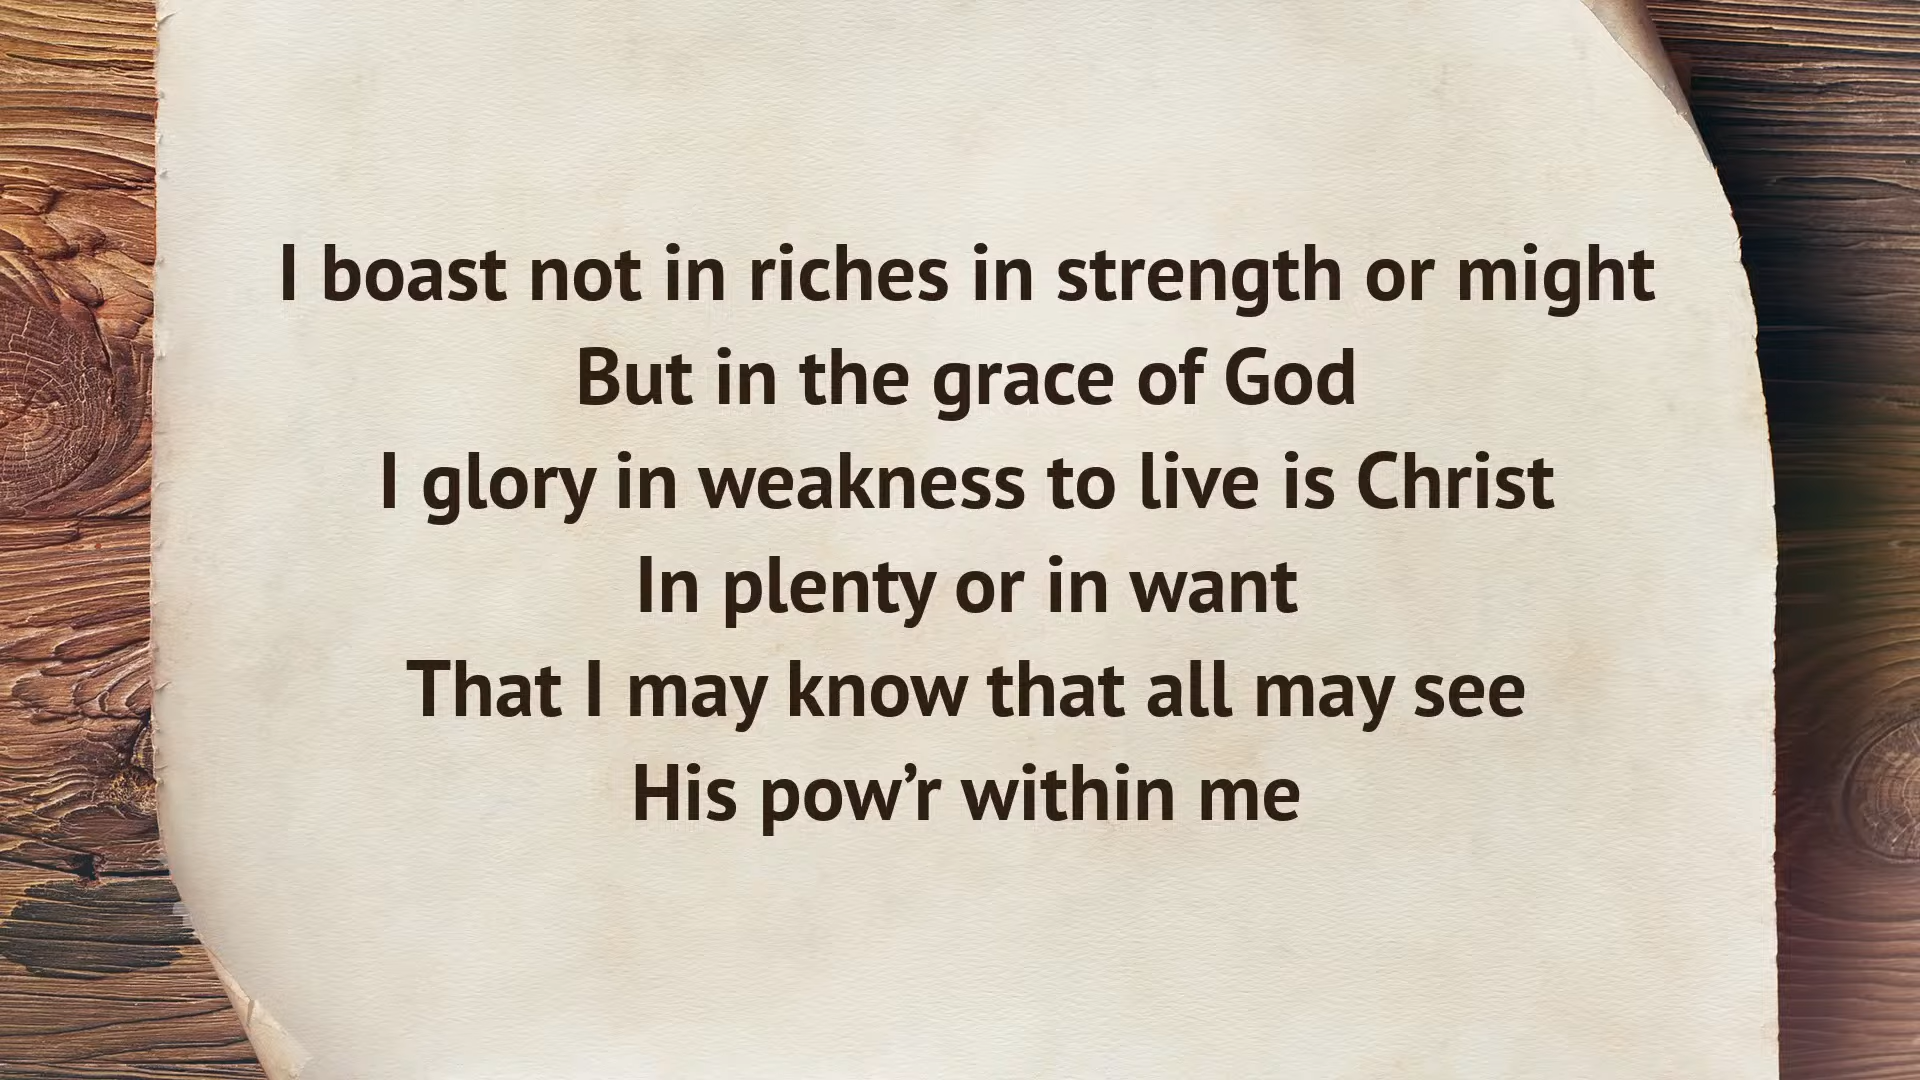 I boast not in riches in strength or might
But in the grace of God
I glory in weakness to live is Christ
In plenty or in want
That I may know that all may see
His pow’r within me